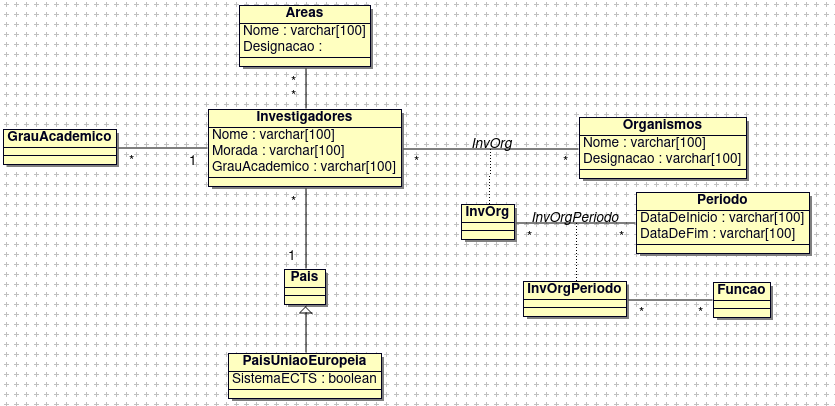 Areas
Nome : varchar[100]
Designacao :
*
*
Investigadores
Nome : varchar[100]
Morada : varchar[100]
GrauAcademico : varchar[100]
GrauAcademico
*
1
InvOrg
*
*
Organismos
Nome : varchar[100]
Designacao : varchar[100]
InvOrg
InvOrgPeriodo
*
*
Periodo
DataDeInicio : varchar[100]
DataDeFim : varchar[100]
InvOrgPeriodo
*
*
Funcao
*
1
Pais
PaisUniaoEuropeia
SistemaECTS : boolean